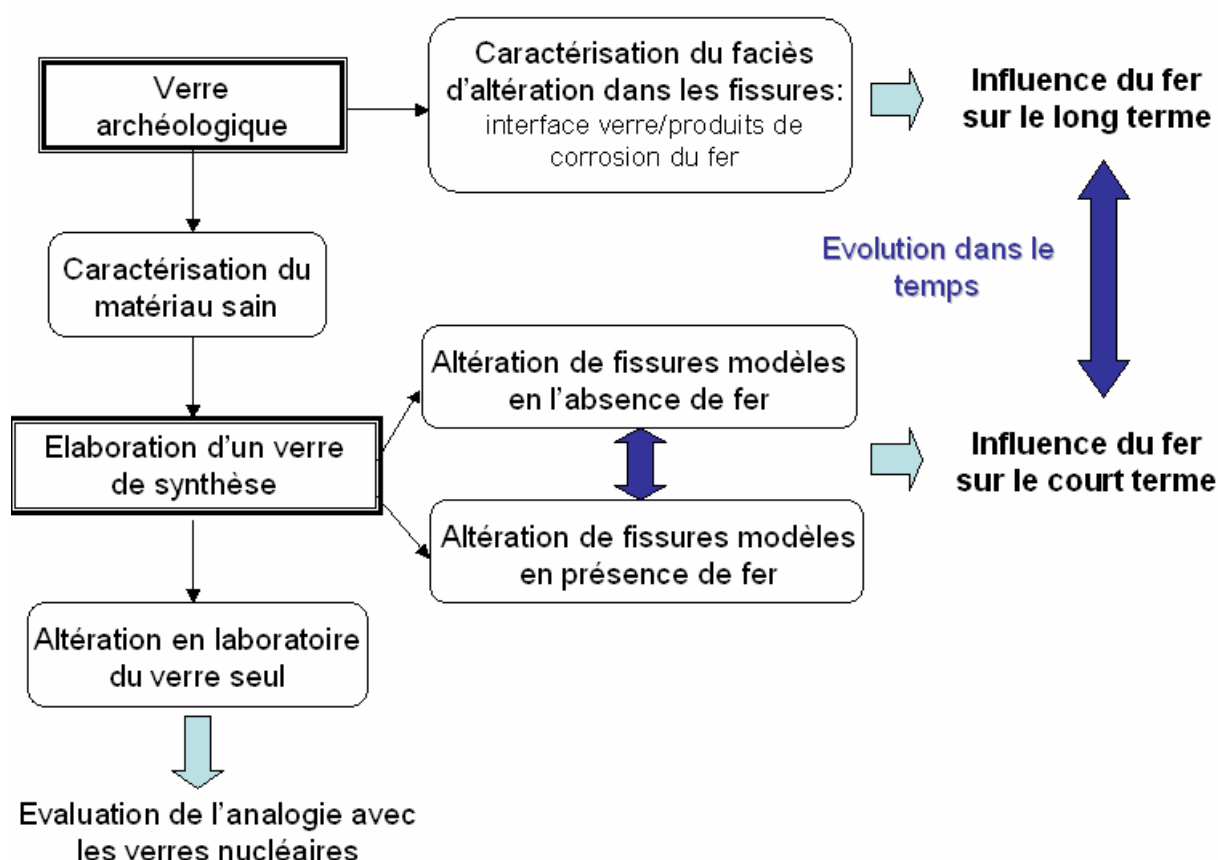 Verre
archéologique
Caractérisation du faciès
d'altération dans les fissures:
interface verre/produits de
corrosion du fer
Influence du fer
sur le long terme
Evolution dans le
temps
Caractérisation du
matériau sain
Altération de fissures modèles
en l'absence de fer
Elaboration d'un verre
de synthèse
Influence du fer
sur le court terme
Altération de fissures modèles
en présence de fer
Altération en laboratoire
du verre seul
Evaluation de l'analogie avec
les verres nucléaires